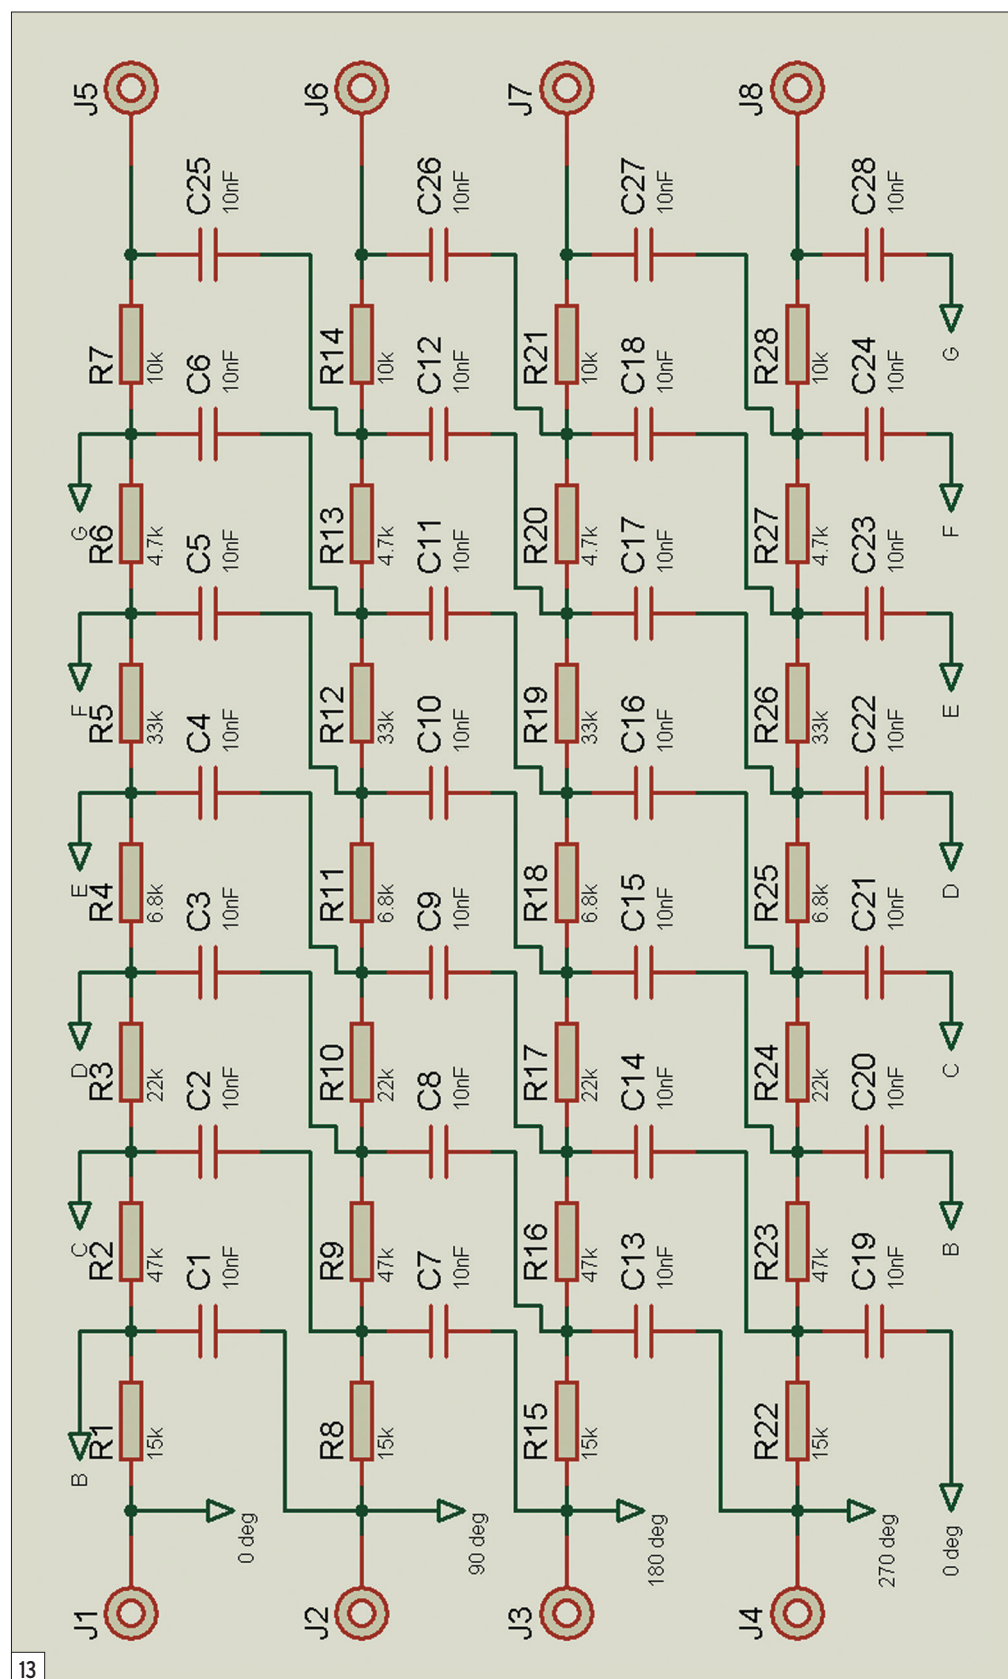 J5
C25
10nF
R7
10k
C6
10nF
G
R6
4.7k
C5
10nF
F
R5
33k
C4
10nF
E
R4
6.8k
C3
10nF
D
R3
22k
C2
10nF
C
R2
47k
C1
10nF
B
R1
15k
0 deg
J1
J6
C26
10nF
R14
10k
C12
10nF
R13
4.7k
C11
10nF
R12
33k
C10
10nF
R11
6.8k
C9
10nF
R10
22k
C8
10nF
R9
47k
C7
10nF
R8
15k
90 deg
J2
J7
C27
10nF
R21
10k
C18
10nF
R20
4.7k
C17
10nF
R19
33k
C16
10nF
R18
6.8k
C15
10nF
R17
22k
C14
10nF
R16
47k
C13
10nF
R15
15k
180 deg
J3
J8
C28
10nF
G
R28
10k
C24
10nF
F
R27
4.7k
C23
10nF
E
R26
33k
C22
10nF
D
R25
6.8k
C21
10nF
C
R24
22k
C20
10nF
B
R23
47k
C19
10nF
R22
15k
270 deg
0 deg
J4
13